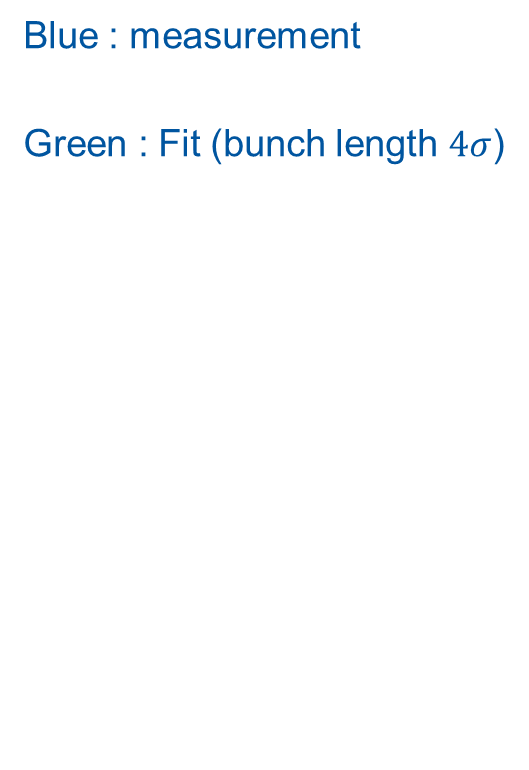 Blue : measurement
Green : Fit (bunch length 4𝜎)